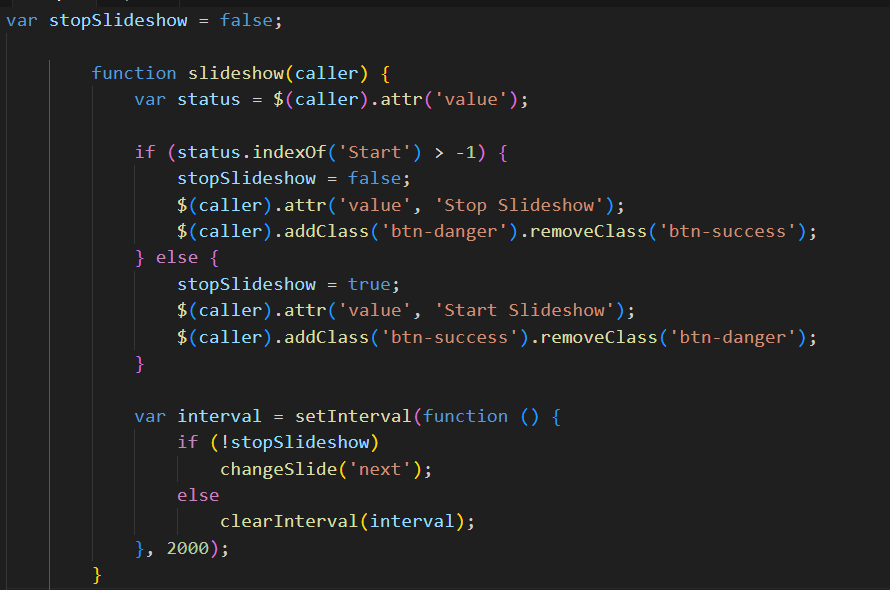 var stopSlideshow = false;
function slideshow(caller) {
var status = $(caller).attr('value');
if (status.indexOf('Start') > -1) {
stopSlideshow = false;
$(caller).attr('value', 'Stop Slideshow');
$(caller).addClass('btn-danger').removeClass('btn-success');
} else {
stopSlideshow = true;
$(caller).attr('value', 'Start Slideshow');
$(caller).addClass('btn-success').removeClass('btn-danger');
}
var interval = setInterval(function () {
if (!stopSlideshow)
changeSlide('next');
else
clearInterval(interval);
}, 2000);
}